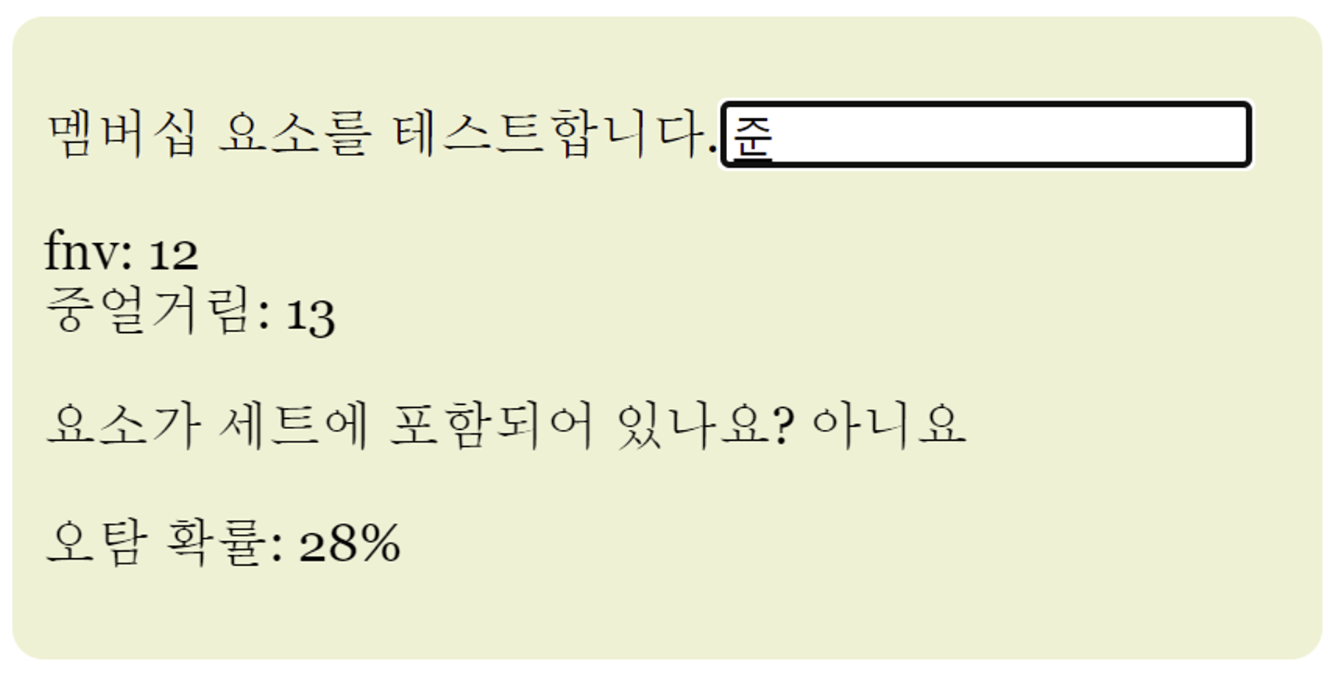 멤버십 요소를 테스트합니다. 준
fnv: 12
중얼거림: 13
요소가 세트에 포함되어 있나요? 아니요
오탐 확률: 28%